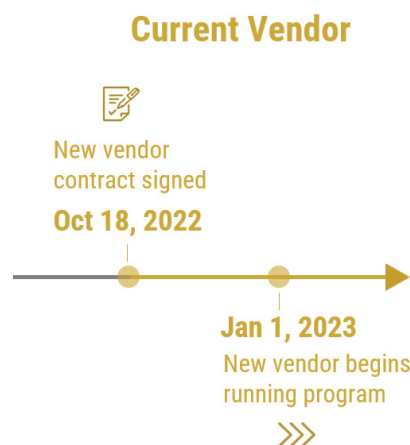 Current Vendor
New vendor
contract signed
Oct 18, 2022
Jan 1, 2023
New vendor begins
running program